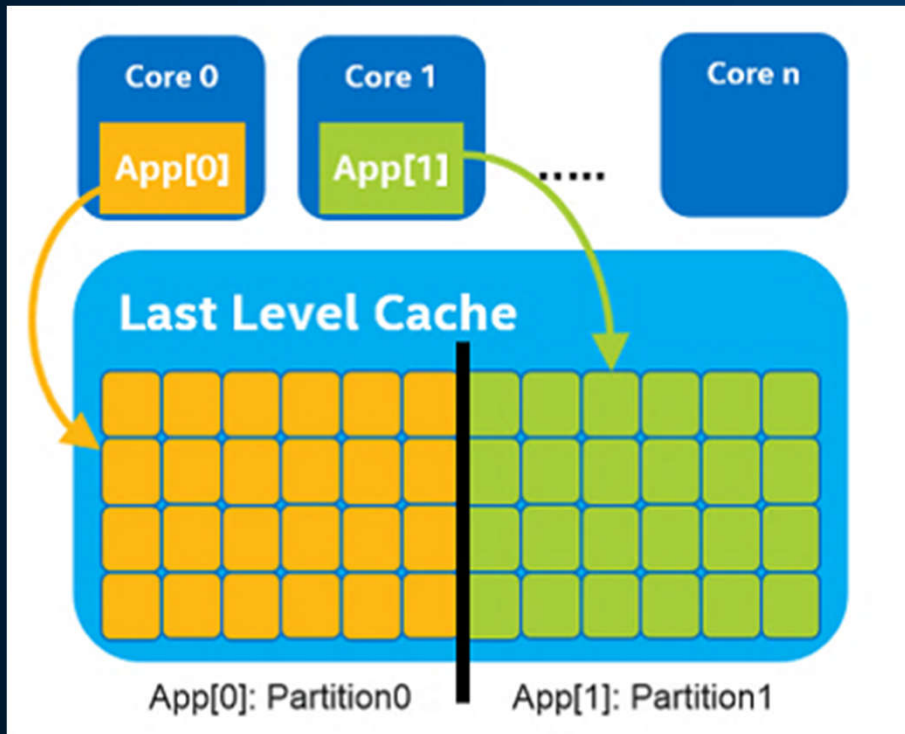 Core 0
Core 1
Core n
App[0]
App[1]
.....
Last Level Cache
App[0]: Partition0
App[1]: Partition1